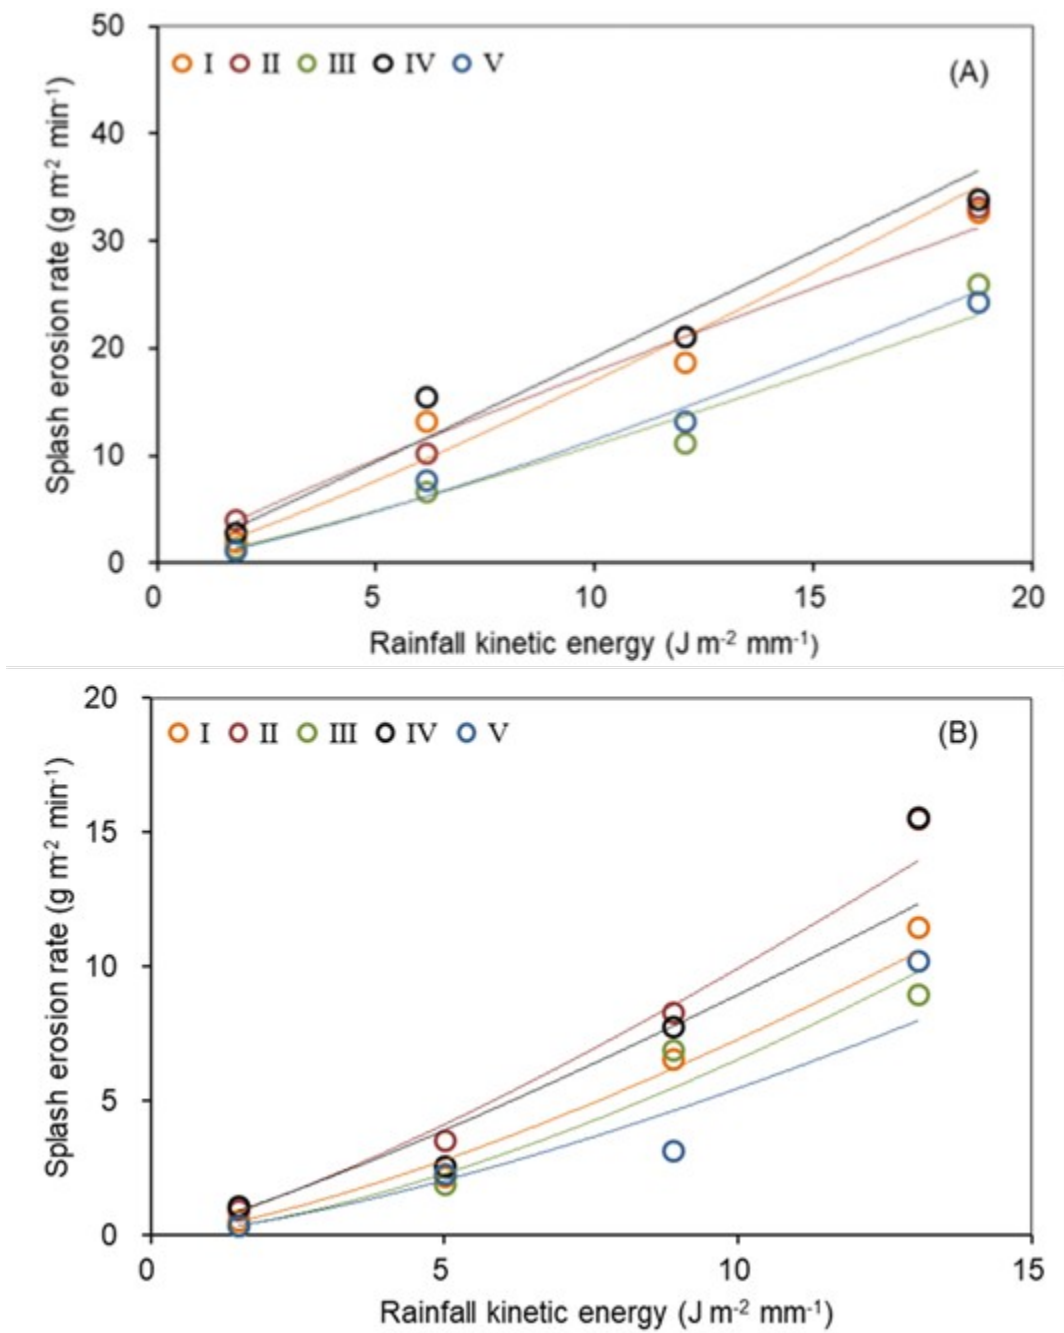 50
I II III IV V
(A)
40
30
20
10
0
0 5 10 15 20
Splash erosion rate (g m⁻² min⁻¹)
Rainfall kinetic energy (J m⁻² mm⁻¹)
20
I II III IV V
(B)
15
10
5
0
0 5 10 15
Splash erosion rate (g m⁻² min⁻¹)
Rainfall kinetic energy (J m⁻² mm⁻¹)